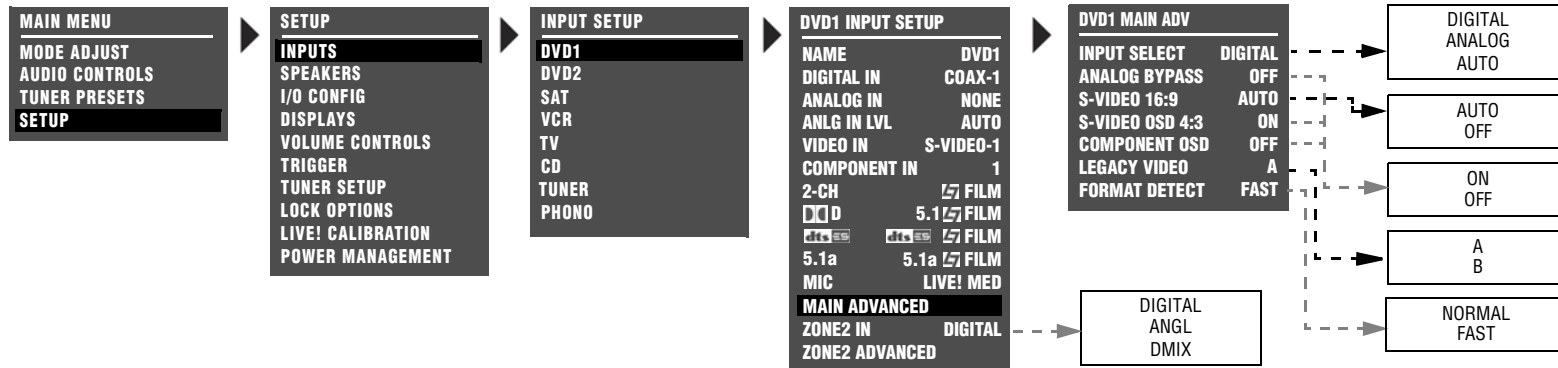 MAIN MENU
MODE ADJUST
AUDIO CONTROLS
TUNER PRESETS
SETUP
SETUP
INPUTS
SPEAKERS
I/O CONFIG
DISPLAYS
VOLUME CONTROLS
TRIGGER
TUNER SETUP
LOCK OPTIONS
LIVE! CALIBRATION
POWER MANAGEMENT
INPUT SETUP
DVD1
DVD2
SAT
VCR
TV
CD
TUNER
PHONO
DVD1 INPUT SETUP
NAME DVD1
DIGITAL IN COAX-1
ANALOG IN NONE
ANLG IN LVL AUTO
VIDEO IN S-VIDEO-1
COMPONENT IN 1
2-CH FILM
D 5.1 FILM
dts ES dts ES FILM
5.1a 5.1a FILM
MIC LIVE! MED
MAIN ADVANCED
ZONE2 IN DIGITAL
ZONE2 ADVANCED
DIGITAL
ANGL
DMIX
DVD1 MAIN ADV
INPUT SELECT DIGITAL
ANALOG BYPASS OFF
S-VIDEO 16:9 AUTO
S-VIDEO OSD 4:3 ON
COMPONENT OSD OFF
LEGACY VIDEO A
FORMAT DETECT FAST
DIGITAL
ANALOG
AUTO
AUTO
OFF
ON
OFF
A
B
NORMAL
FAST